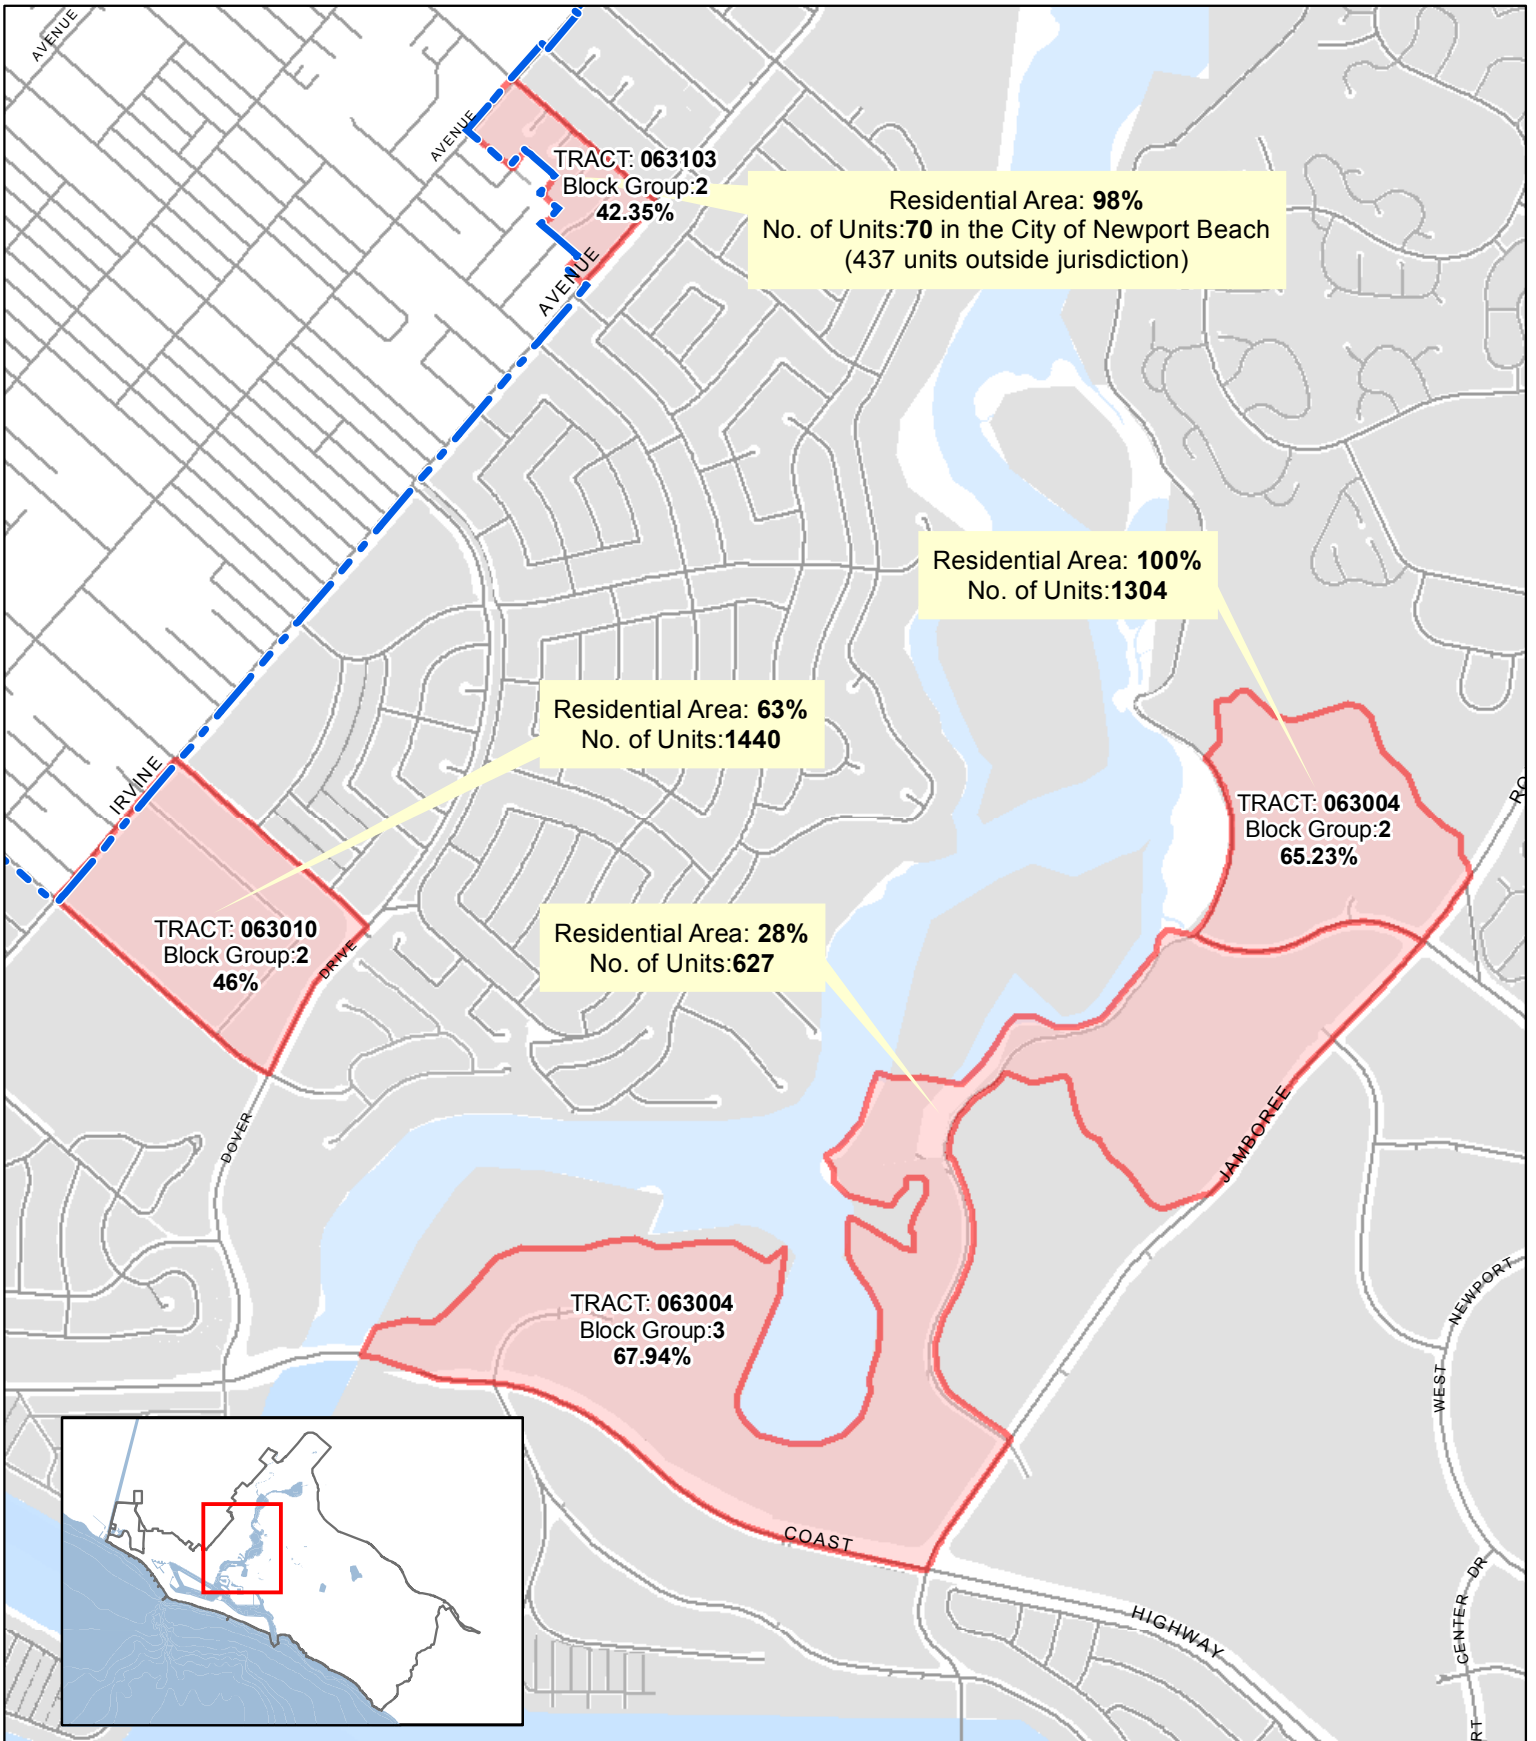 AVENUE
AVENUE
TRACT: 063103
Block Group:2
42.35%
Residential Area: 98%
No. of Units:70 in the City of Newport Beach
(437 units outside jurisdiction)
AVENUE
Residential Area: 100%
No. of Units:1304
Residential Area: 63%
No. of Units:1440
IRVINE
RO
TRACT: 063004
Block Group:2
65.23%
TRACT: 063010
Block Group:2
46%
DRIVE
Residential Area: 28%
No. of Units:627
DOVER
JAMBOREE
NEWPORT
TRACT: 063004
Block Group:3
67.94%
WEST
COAST
HIGHWAY
CENTER DR
RT